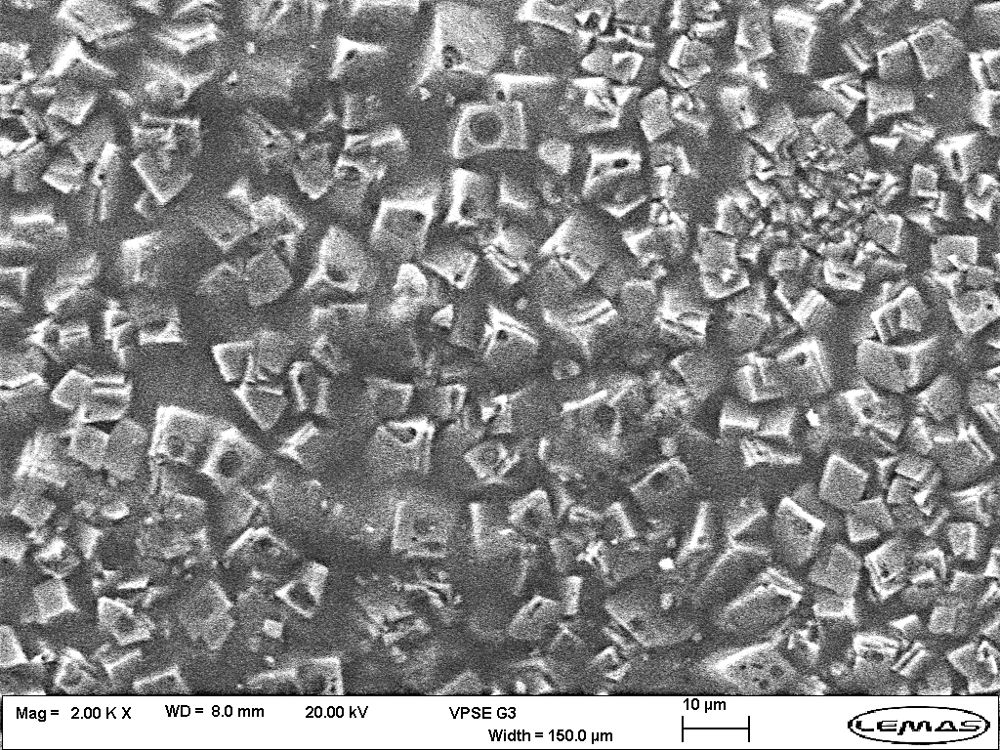 Mag = 2.00 K X WD = 8.0 mm 20.00 kV VPSE G3 10 µm
Width = 150.0 µm
LEMAS